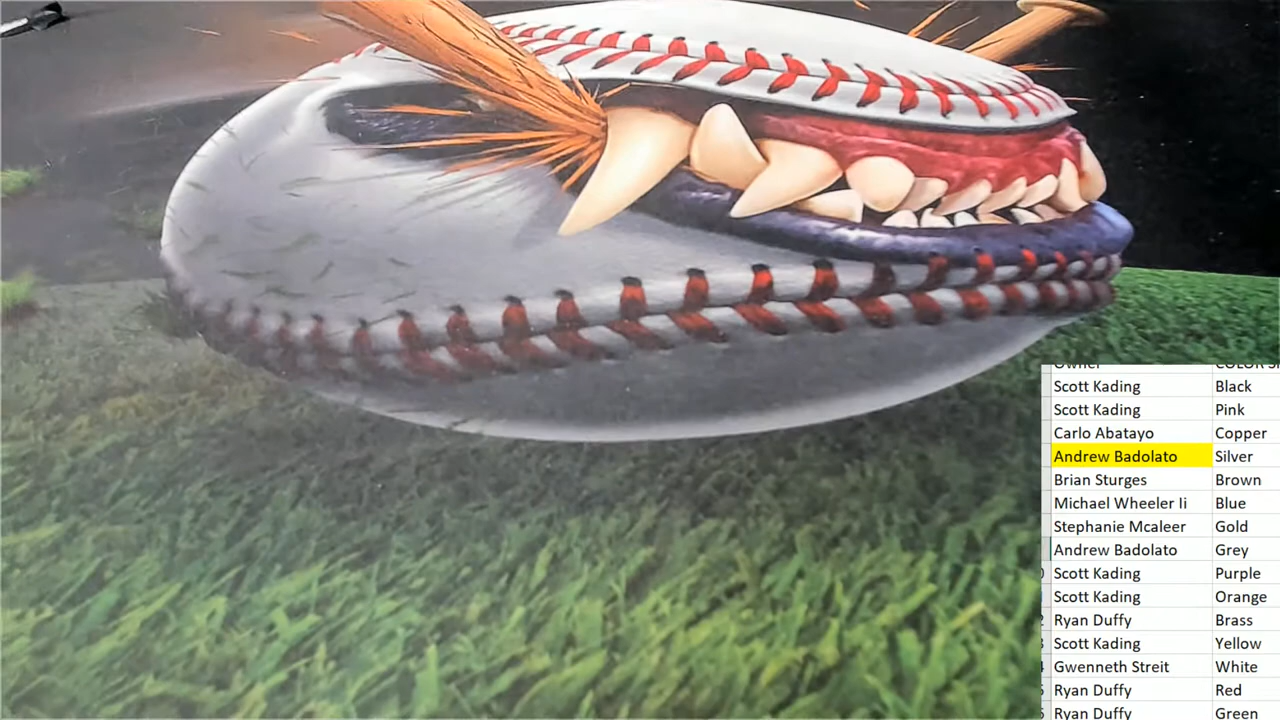 Owner COLOR
Scott Kading Black
Scott Kading Pink
Carlo Abatayo Copper
Andrew Badolato Silver
Brian Sturges Brown
Michael Wheeler Ii Blue
Stephanie Mcaleer Gold
Andrew Badolato Grey
Scott Kading Purple
Scott Kading Orange
Ryan Duffy Brass
Scott Kading Yellow
Gwenneth Streit White
Ryan Duffy Red
Ryan Duffy Green